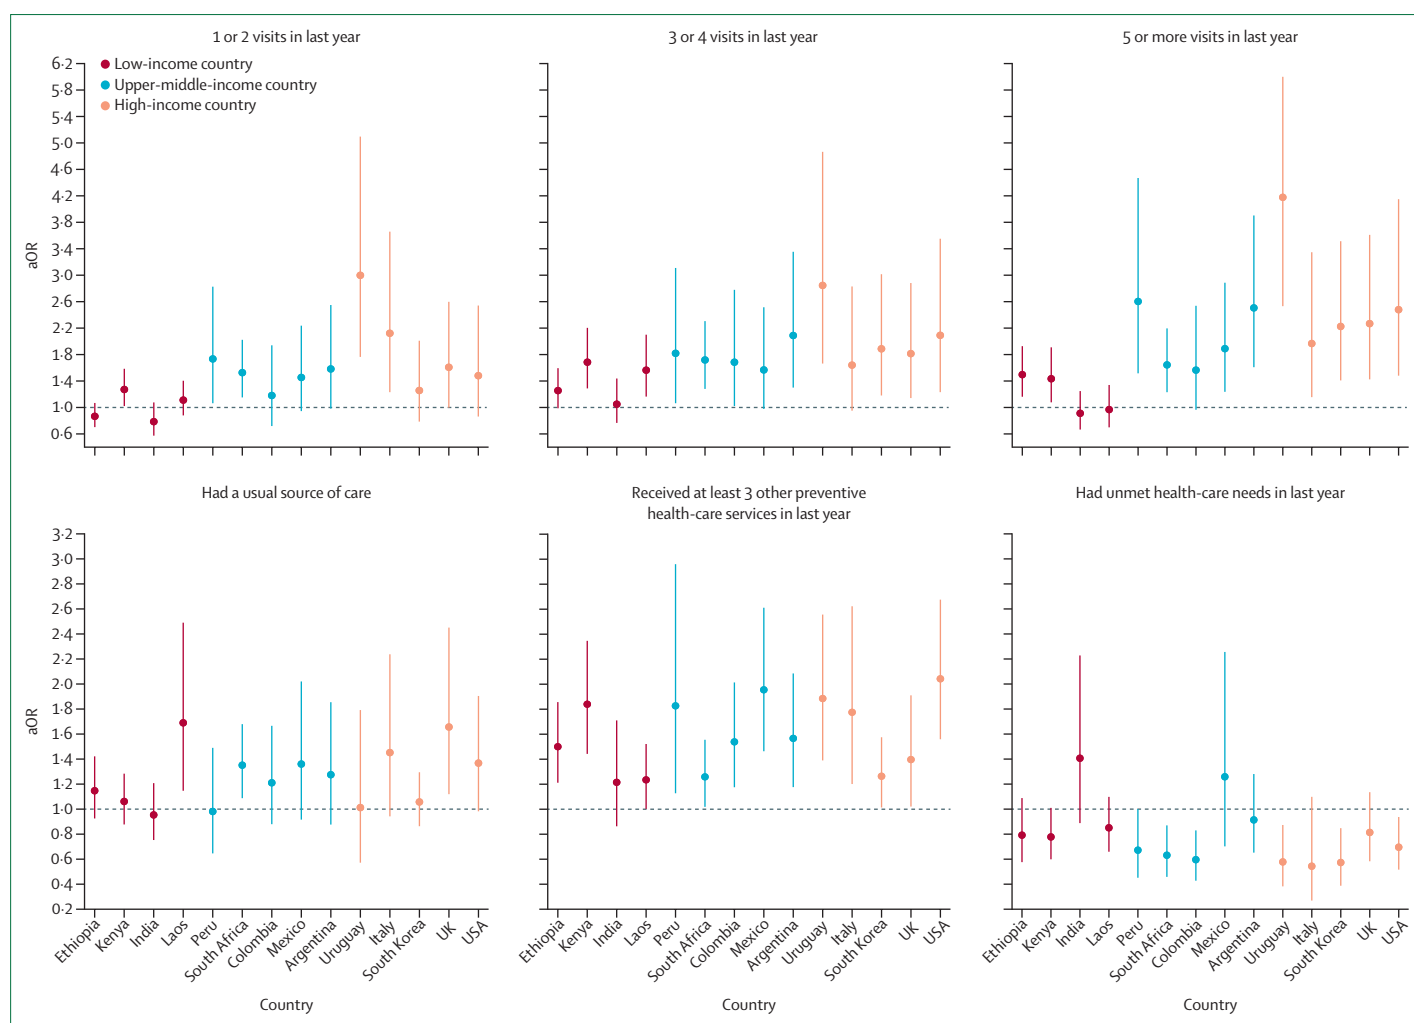 1 or 2 visits in last year
3 or 4 visits in last year
5 or more visits in last year
Low-income country
Upper-middle-income country
High-income country
aOR
6·2
5·8
5·4
5·0
4·6
4·2
3·8
3·4
3·0
2·6
2·2
1·8
1·4
1·0
0·6
Had a usual source of care
Received at least 3 other preventive
health-care services in last year
Had unmet health-care needs in last year
aOR
3·2
3·0
2·8
2·6
2·4
2·2
2·0
1·8
1·6
1·4
1·2
1·0
0·8
0·6
0·4
0·2
Ethiopia
Kenya
India
Laos
Peru
South Africa
Colombia
Mexico
Argentina
Uruguay
Italy
South Korea
UK
USA
Country
Ethiopia
Kenya
India
Laos
Peru
South Africa
Colombia
Mexico
Argentina
Uruguay
Italy
South Korea
UK
USA
Country
Ethiopia
Kenya
India
Laos
Peru
South Africa
Colombia
Mexico
Argentina
Uruguay
Italy
South Korea
UK
USA
Country